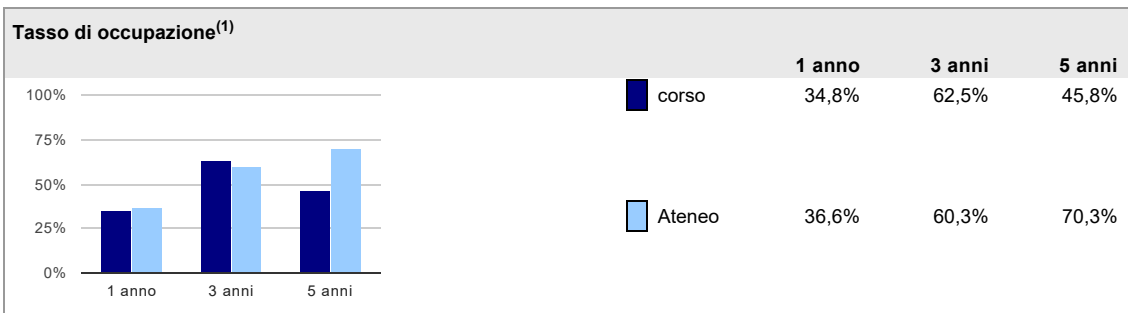 Tasso di occupazione(1)
1 anno 3 anni 5 anni
100%
75%
50%
25%
0%
1 anno 3 anni 5 anni
corso 34,8% 62,5% 45,8%
Ateneo 36,6% 60,3% 70,3%